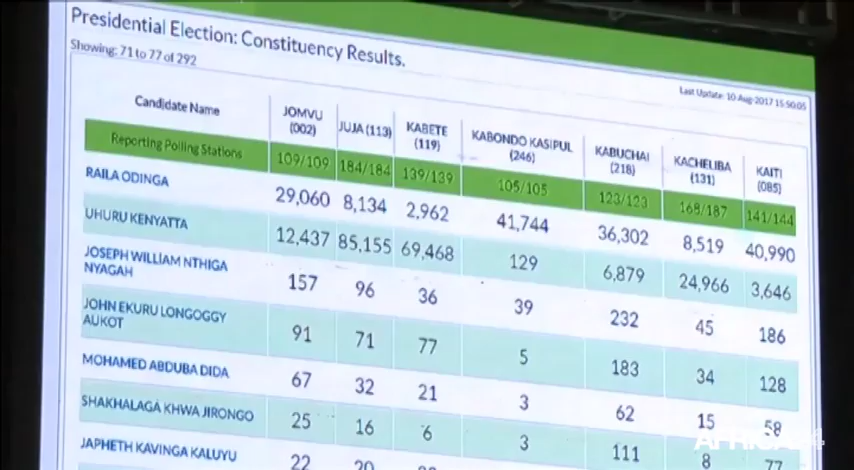 Presidential Election: Constituency Results.
Showing: 71 to 77 of 292
Last Update: 10-Aug-2017 15:50:05
Candidate Name JOMVU (002) JUJA (113) KABETE (119) KABONDO KASIPUL (246) KABUCHAI (218) KACHELIBA (131) KAITI (085)
Reporting Polling Stations 109/109 184/184 139/139 105/105 123/123 168/187 141/144
RAILA ODINGA 29,060 8,134 2,962 41,744 36,302 8,519 40,990
UHURU KENYATTA 12,437 85,155 69,468 129 6,879 24,966 3,646
JOSEPH WILLIAM NTHIGA NYAGAH 157 96 36 39 232 45 186
JOHN EKURU LONGOGGY AUKOT 91 71 77 5 183 34 128
MOHAMED ABDUBA DIDA 67 32 21 3 62 15 58
SHAKHALAGA KHWA JIRONGO 25 16 6 3 111
JAPHETH KAVINGA KALUYU 22 20 8 77
AFRICA